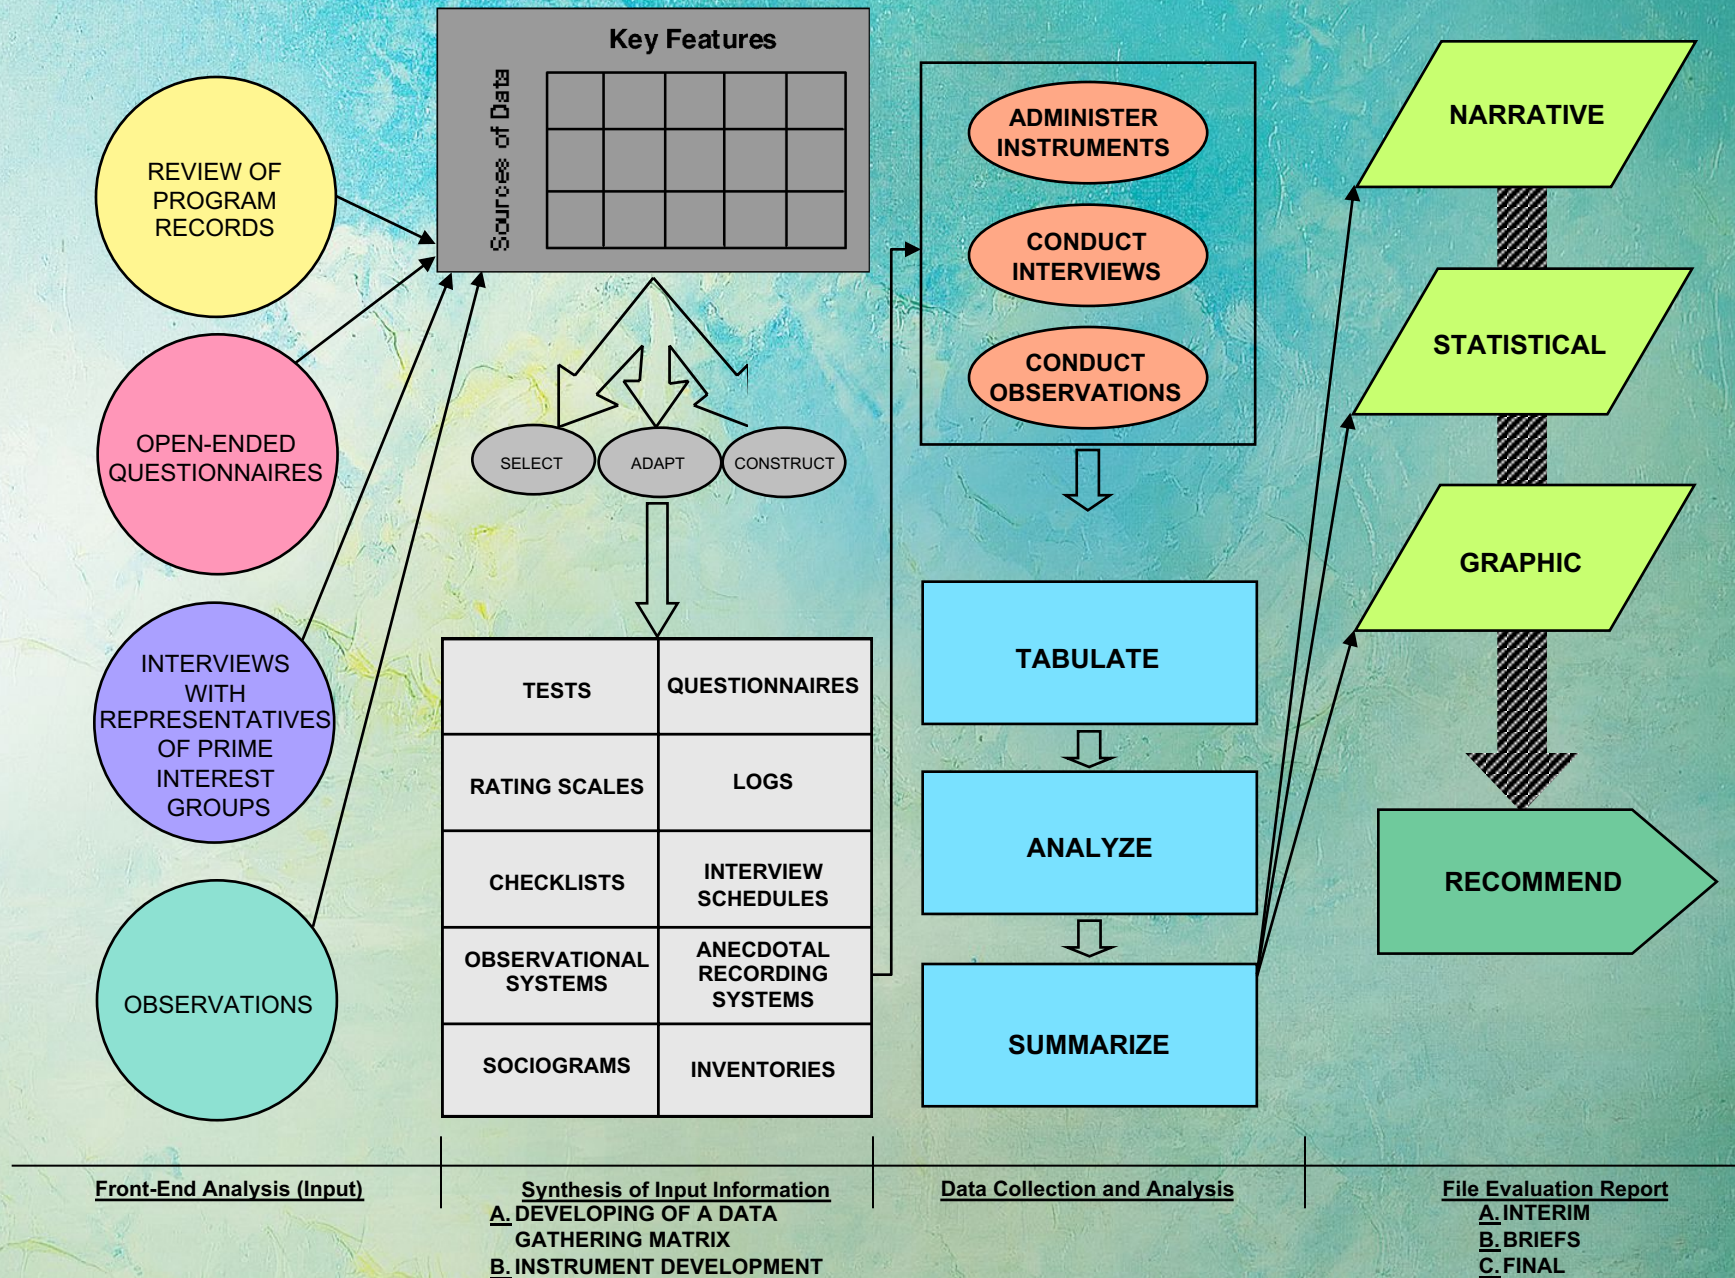 REVIEW OF
PROGRAM
RECORDS
OPEN-ENDED
QUESTIONNAIRES
INTERVIEWS
WITH
REPRESENTATIVES
OF PRIME
INTEREST
GROUPS
OBSERVATIONS
Key Features
Sources of Data
SELECT
ADAPT
CONSTRUCT
TESTS
QUESTIONNAIRES
RATING SCALES
LOGS
CHECKLISTS
INTERVIEW
SCHEDULES
OBSERVATIONAL
SYSTEMS
ANECDOTAL
RECORDING
SYSTEMS
SOCIOGRAMS
INVENTORIES
ADMINISTER
INSTRUMENTS
CONDUCT
INTERVIEWS
CONDUCT
OBSERVATIONS
TABULATE
ANALYZE
SUMMARIZE
NARRATIVE
STATISTICAL
GRAPHIC
RECOMMEND
Front-End Analysis (Input)
Synthesis of Input Information
A. DEVELOPING OF A DATA
GATHERING MATRIX
B. INSTRUMENT DEVELOPMENT
Data Collection and Analysis
File Evaluation Report
A. INTERIM
B. BRIEFS
C. FINAL